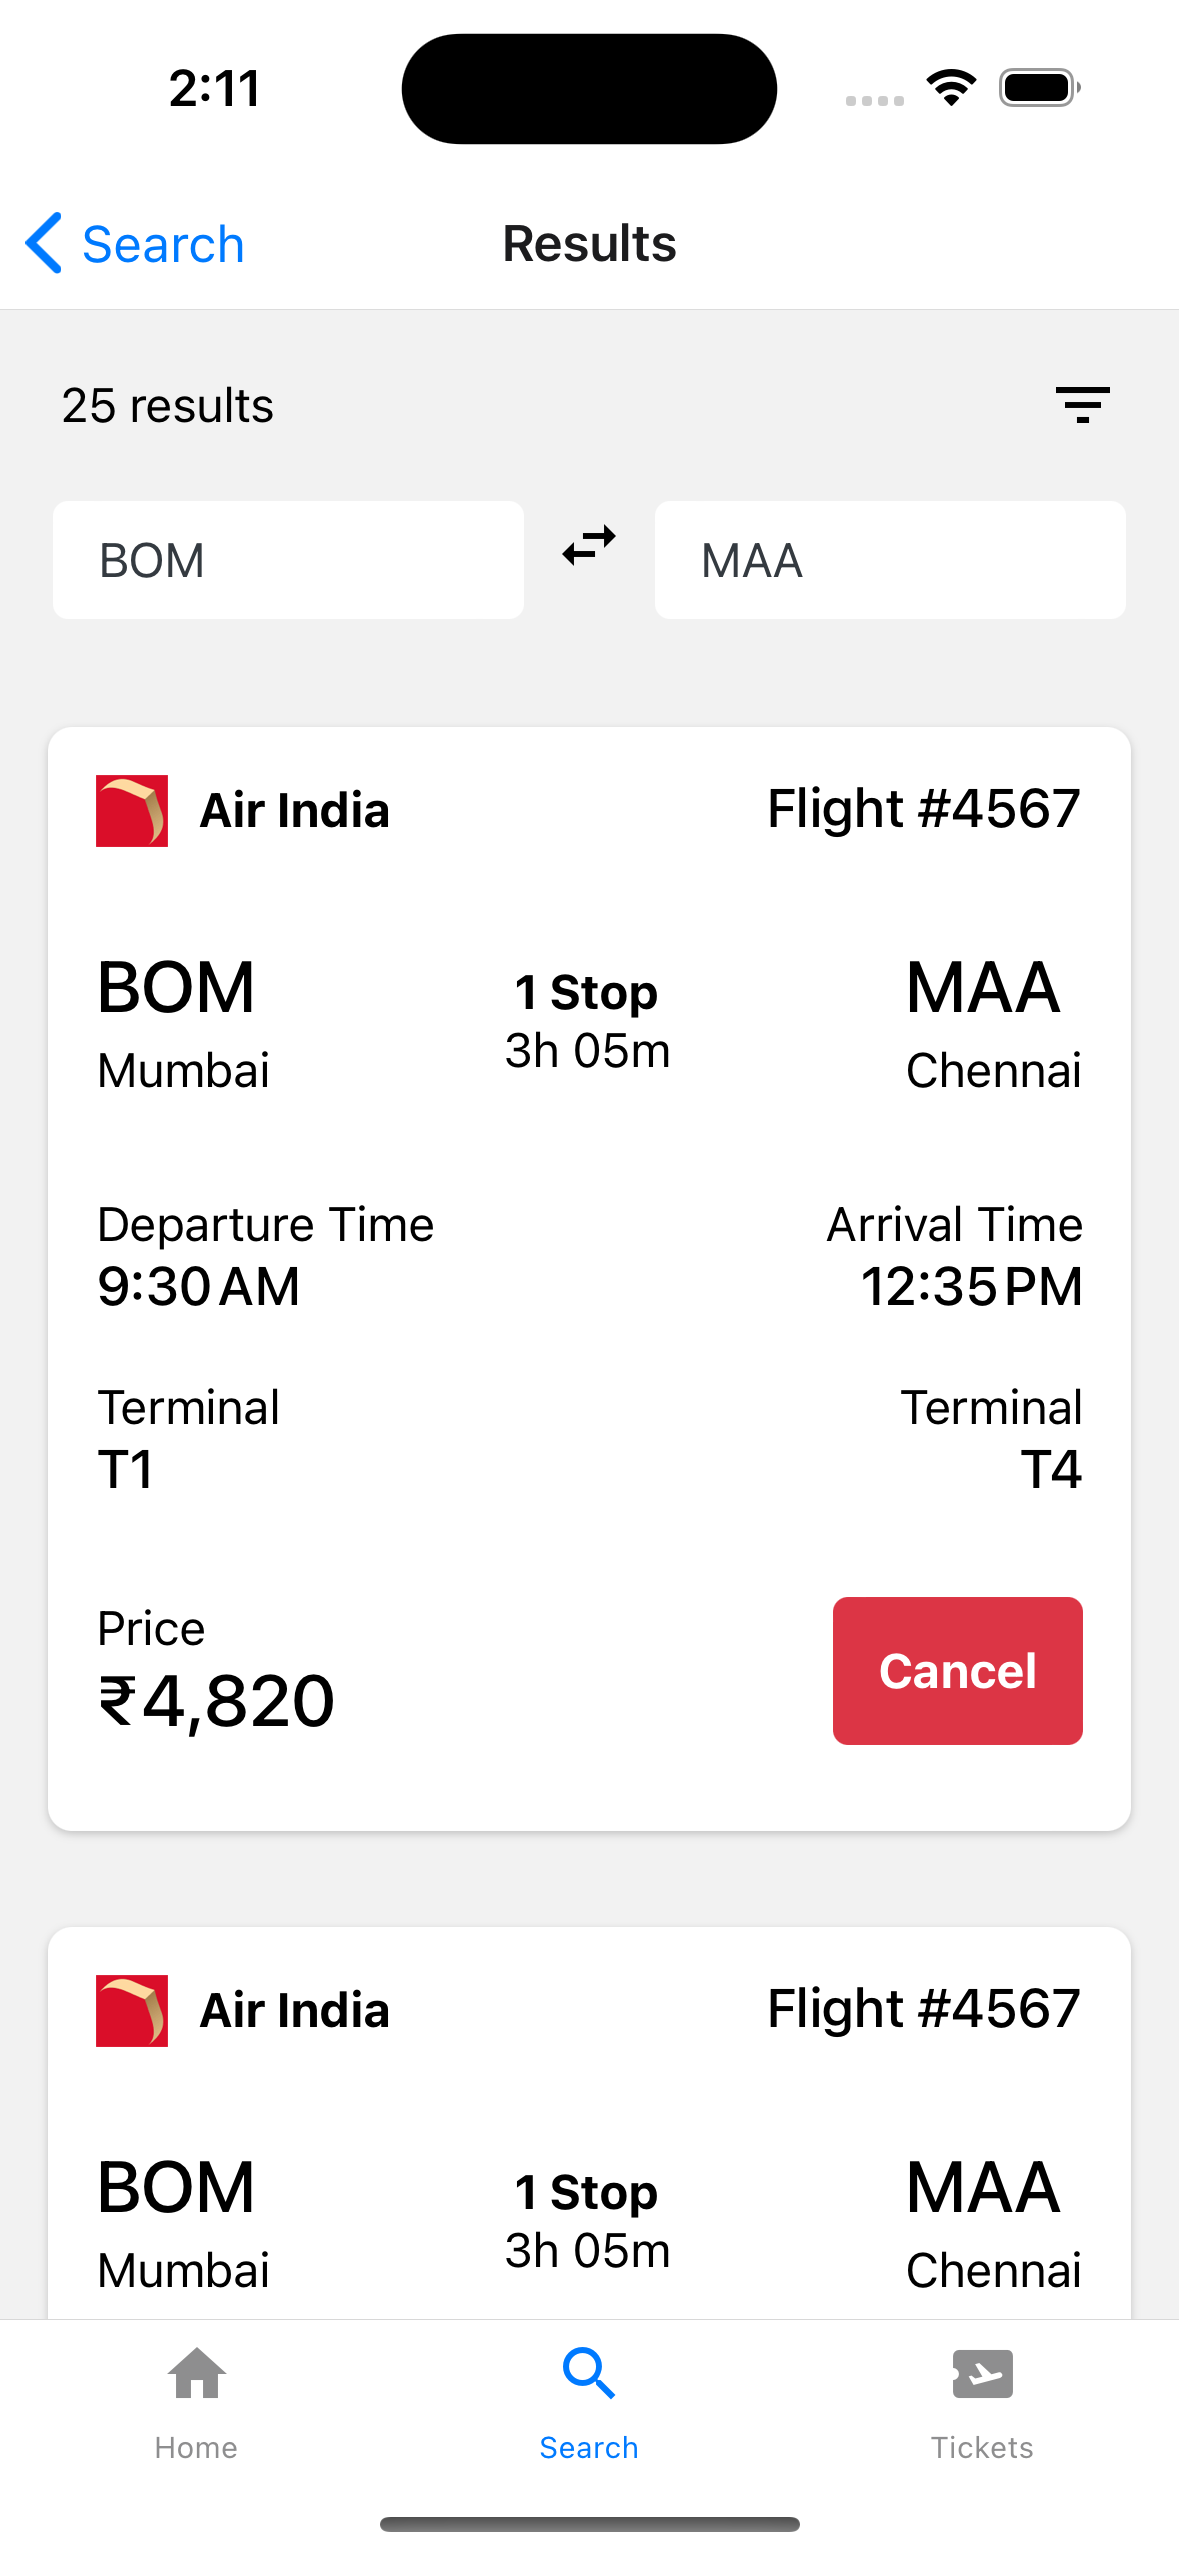 2:11
Search
Results
25 results
BOM
MAA
Air India
Flight #4567
BOM
1 Stop
MAA
Mumbai
3h 05m
Chennai
Departure Time
Arrival Time
9:30 AM
12:35 PM
Terminal
Terminal
T1
T4
Price
₹4,820
Cancel
Air India
Flight #4567
BOM
1 Stop
MAA
Mumbai
3h 05m
Chennai
Home
Search
Tickets